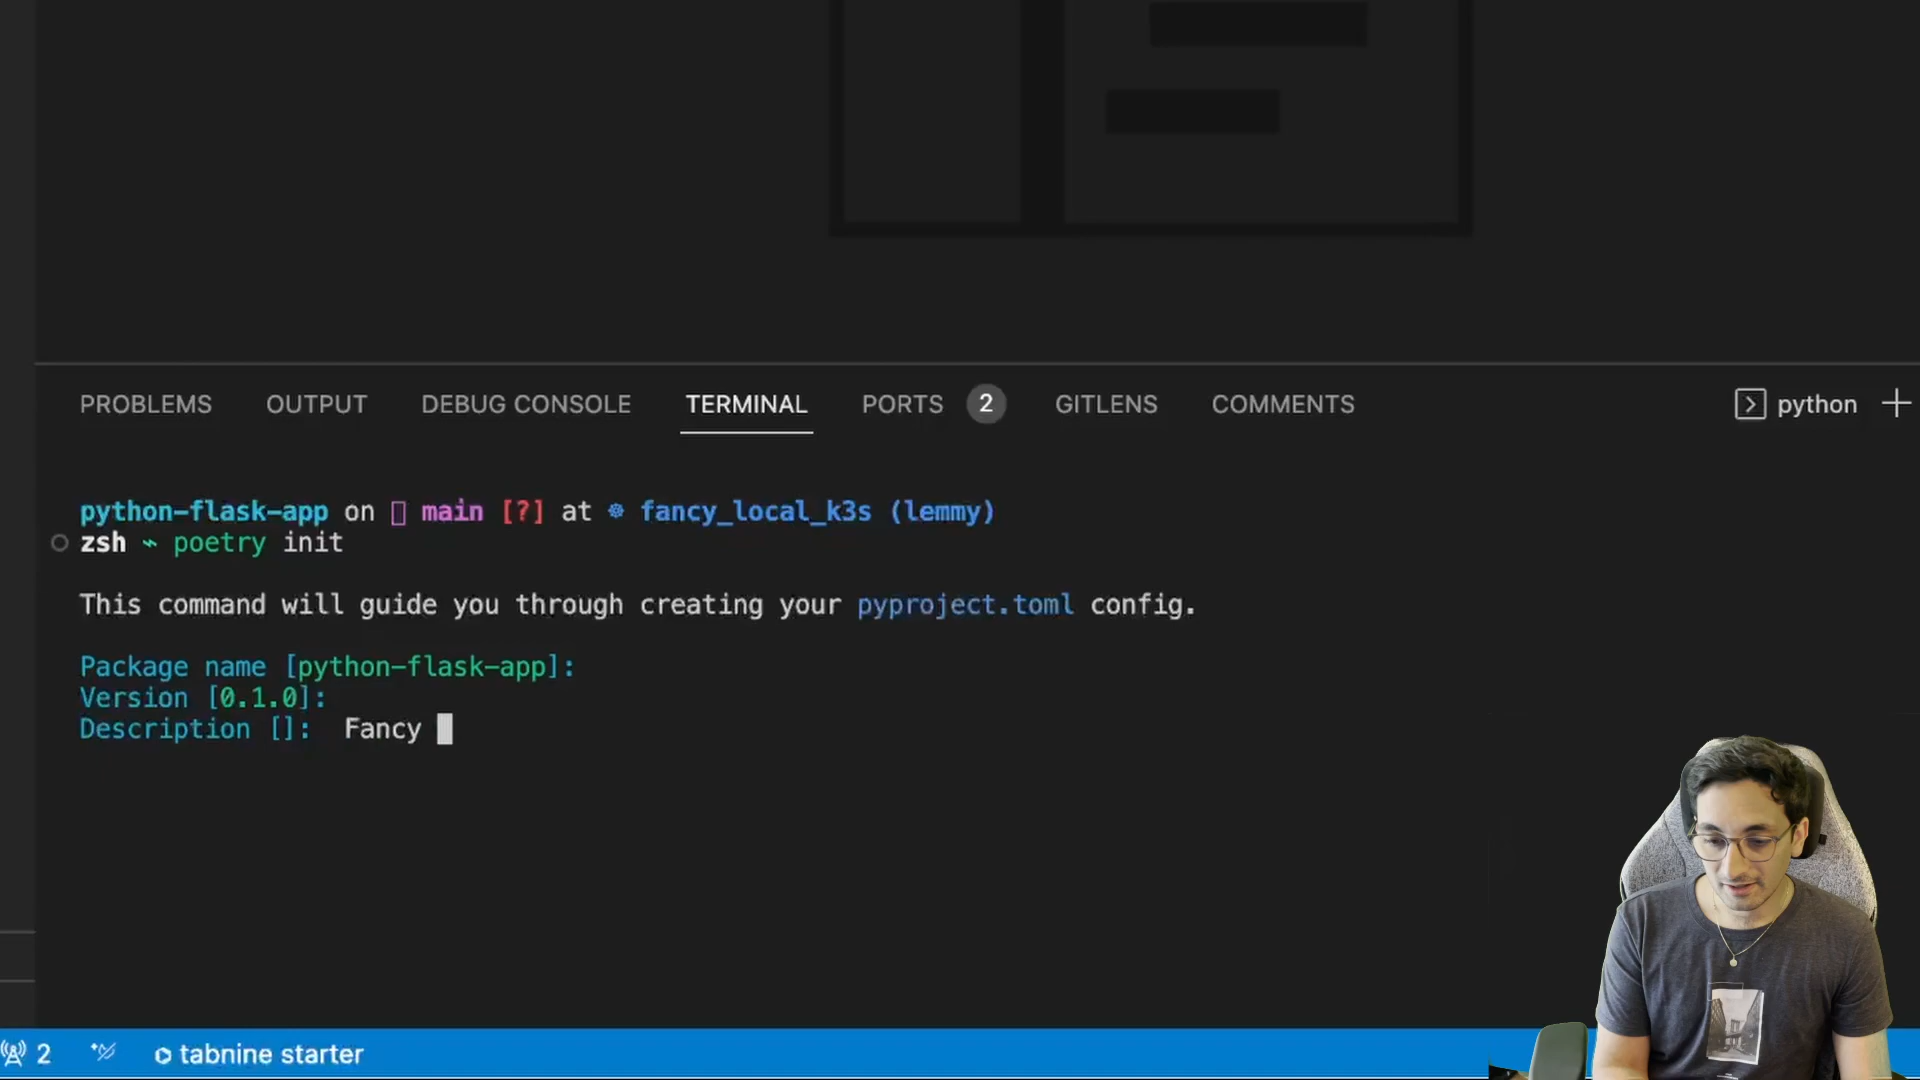 PROBLEMS OUTPUT DEBUG CONSOLE TERMINAL PORTS 2 GITLENS COMMENTS python
python-flask-app on main [?] at ☸ fancy_local_k3s (lemmy)
zsh ~ poetry init
This command will guide you through creating your pyproject.toml config.
Package name [python-flask-app]:
Version [0.1.0]:
Description []:  Fancy
2 tabnine starter